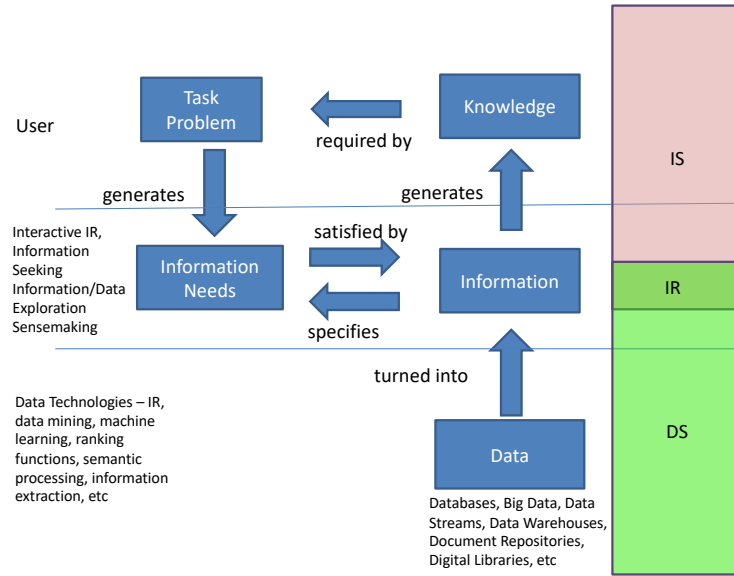 Task
Problem
Knowledge
User
required by
IS
generates
generates
Interactive IR,
Information
Seeking
Information/Data
Exploration
Sensemaking
satisfied by
Information
Needs
Information
IR
specifies
turned into
Data Technologies – IR,
data mining, machine
learning, ranking
functions, semantic
processing, information
extraction, etc
Data
DS
Databases, Big Data, Data
Streams, Data Warehouses,
Document Repositories,
Digital Libraries, etc